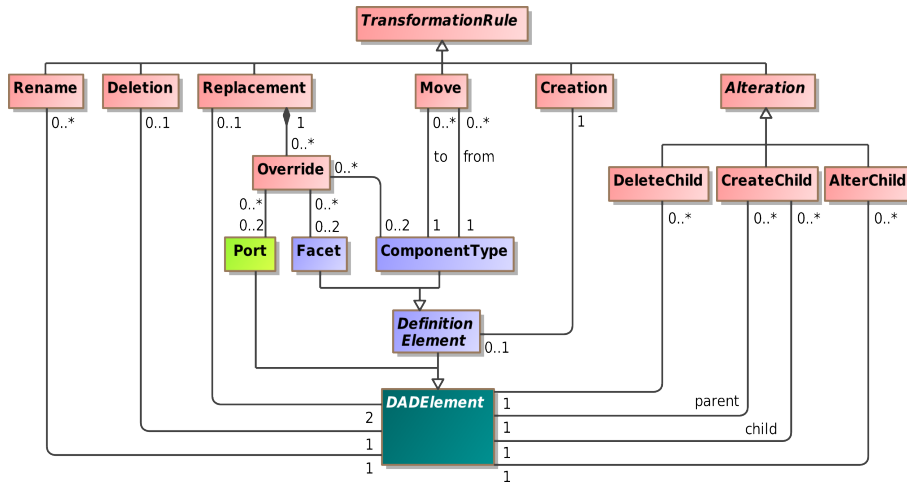 TransformationRule
Rename
Deletion
Replacement
Move
Creation
Alteration
0..*
0..1
0..1
1
0..*
0..*
1
0..*
to
from
Override
0..*
DeleteChild
CreateChild
AlterChild
0..*
0..*
0..*
0..*
0..*
0..*
0..2
0..2
0..2
1
1
Port
Facet
ComponentType
Definition
Element
0..1
DADElement
2
1
1
1
parent
1
child
1
1